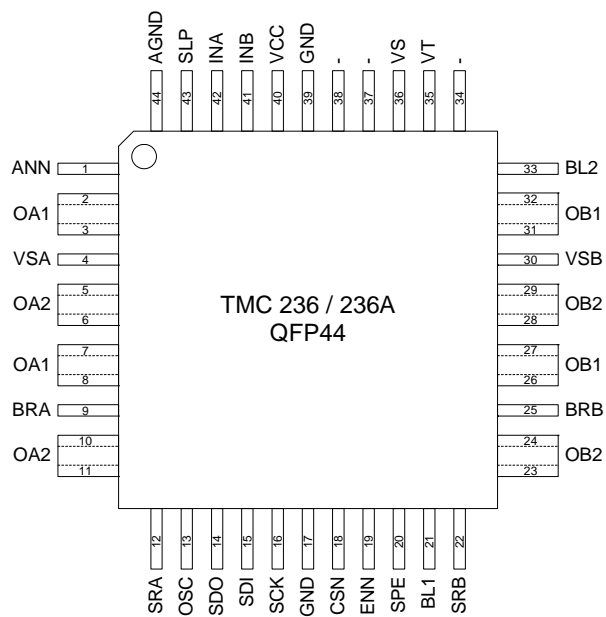 AGND SLP INA INB VCC GND - - VS VT -
44 43 42 41 40 39 38 37 36 35 34
ANN 1
OA1 2 3
VSA 4
OA2 5 6
OA1 7 8
BRA 9
OA2 10 11
TMC 236 / 236A
QFP44
33 BL2
32 31 OB1
30 VSB
29 28 OB2
27 26 OB1
25 BRB
24 23 OB2
12 13 14 15 16 17 18 19 20 21 22
SRA OSC SDO SDI SCK GND CSN ENN SPE BL1 SRB